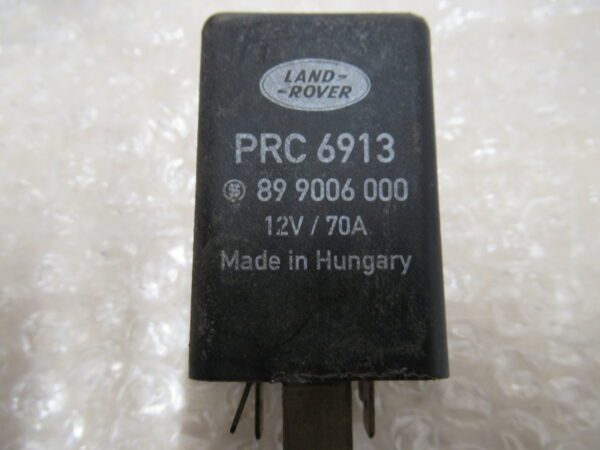 LAND-
-ROVER
PRC 6913
89 9006 000
12V / 70A
Made in Hungary